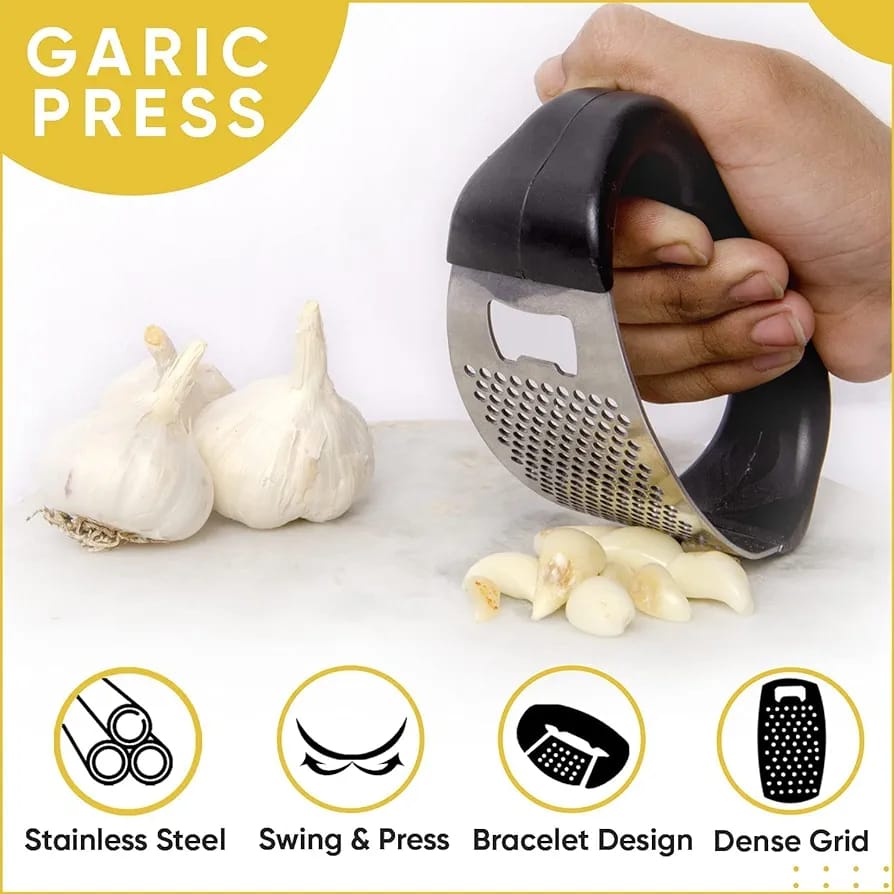 GARIC
PRESS
Stainless Steel
Swing & Press
Bracelet Design
Dense Grid